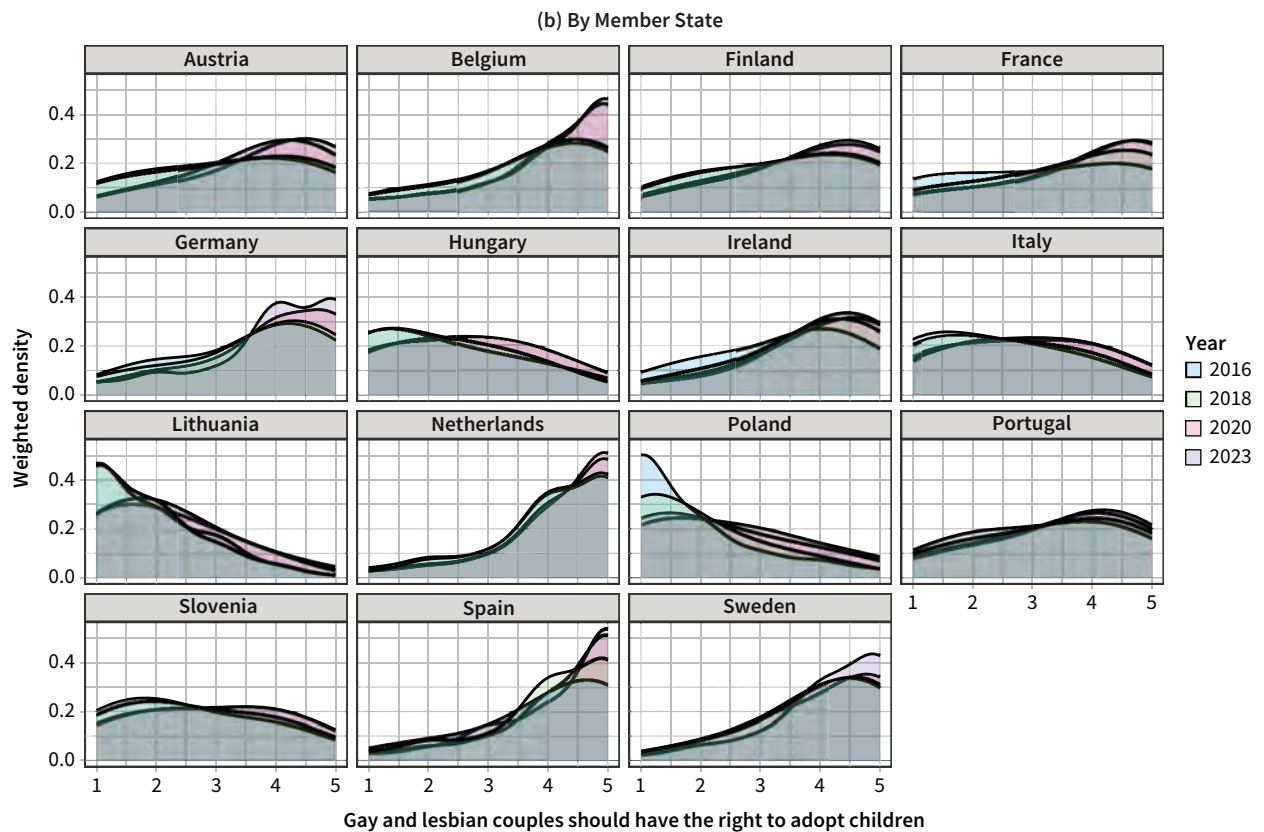 (b) By Member State
Austria
Belgium
Finland
France
0.4
0.2
0.0
Germany
Hungary
Ireland
Italy
0.4
0.2
0.0
Lithuania
Netherlands
Poland
Portugal
0.4
0.2
0.0
1 2 3 4 5
Slovenia
Spain
Sweden
0.4
0.2
0.0
1 2 3 4 5
1 2 3 4 5
1 2 3 4 5
Weighted density
Gay and lesbian couples should have the right to adopt children
Year
2016
2018
2020
2023